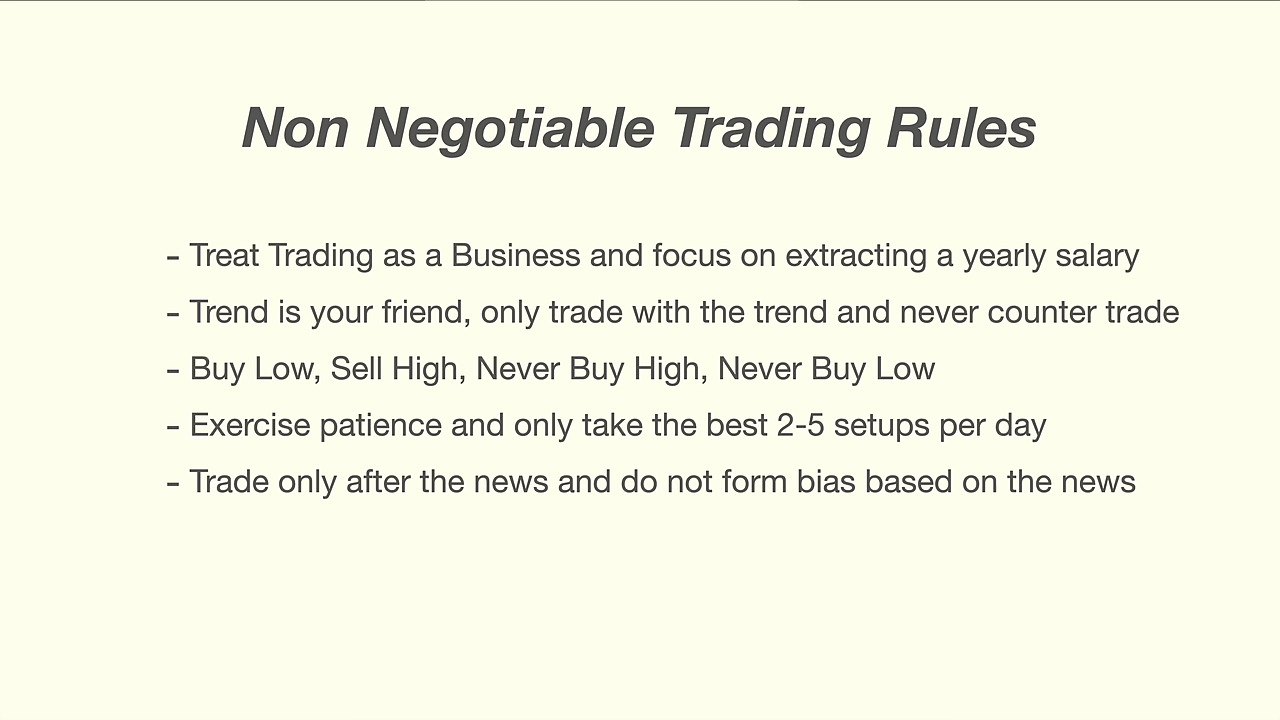 Non Negotiable Trading Rules
- Treat Trading as a Business and focus on extracting a yearly salary
- Trend is your friend, only trade with the trend and never counter trade
- Buy Low, Sell High, Never Buy High, Never Buy Low
- Exercise patience and only take the best 2-5 setups per day
- Trade only after the news and do not form bias based on the news